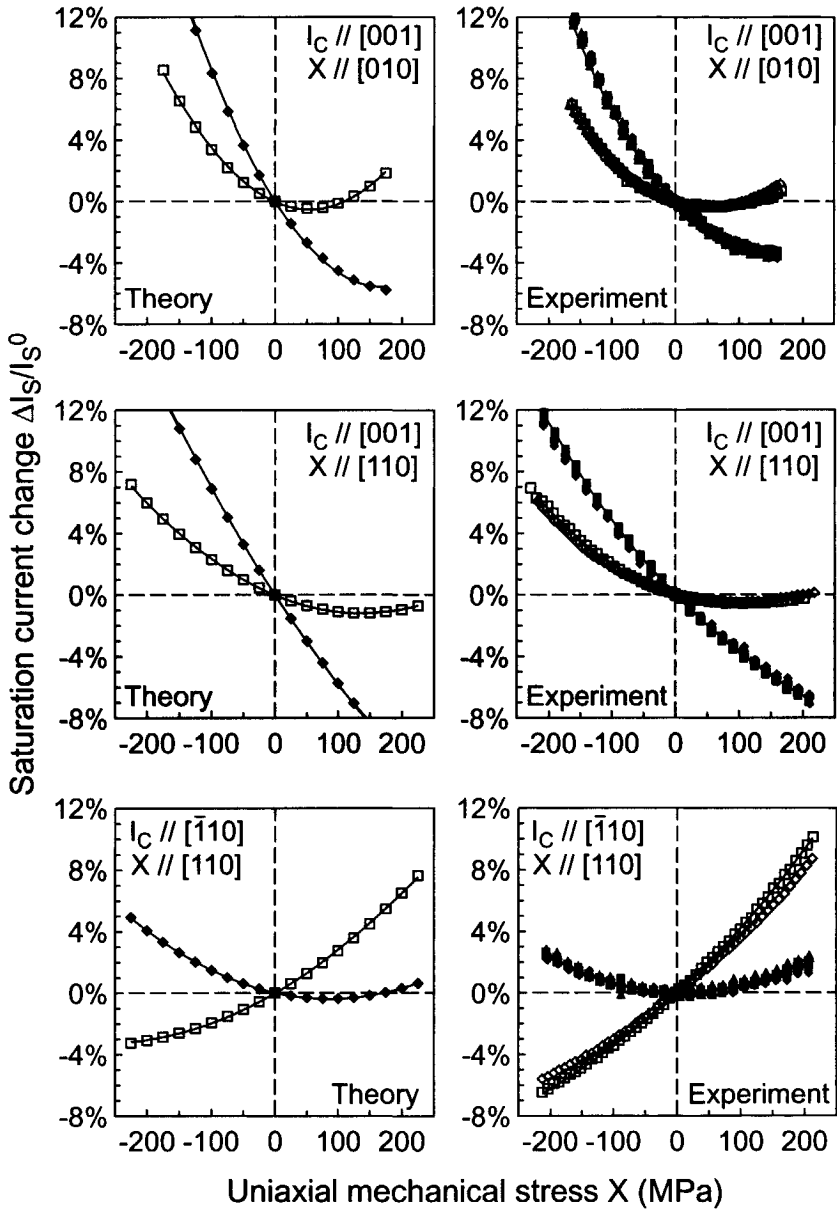 Saturation current change ΔI_S/I_S^0
12%
8%
4%
0%
-4%
-8%
I_C // [001]
X // [010]
Theory
-200 -100 0 100 200
12%
8%
4%
0%
-4%
-8%
I_C // [001]
X // [010]
Experiment
-200 -100 0 100 200
12%
8%
4%
0%
-4%
-8%
I_C // [001]
X // [110]
Theory
-200 -100 0 100 200
12%
8%
4%
0%
-4%
-8%
I_C // [001]
X // [110]
Experiment
-200 -100 0 100 200
12%
8%
4%
0%
-4%
-8%
I_C // [1̄10]
X // [110]
Theory
-200 -100 0 100 200
12%
8%
4%
0%
-4%
-8%
I_C // [1̄10]
X // [110]
Experiment
-200 -100 0 100 200
Uniaxial mechanical stress X (MPa)